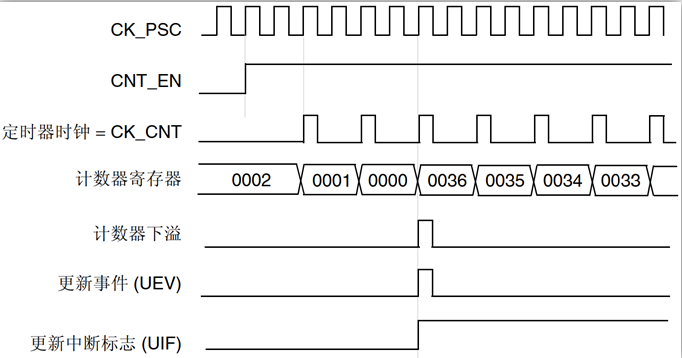 CK_PSC
CNT_EN
定时器时钟 = CK_CNT
计数器寄存器 0002 0001 0000 0036 0035 0034 0033
计数器下溢
更新事件 (UEV)
更新中断标志 (UIF)